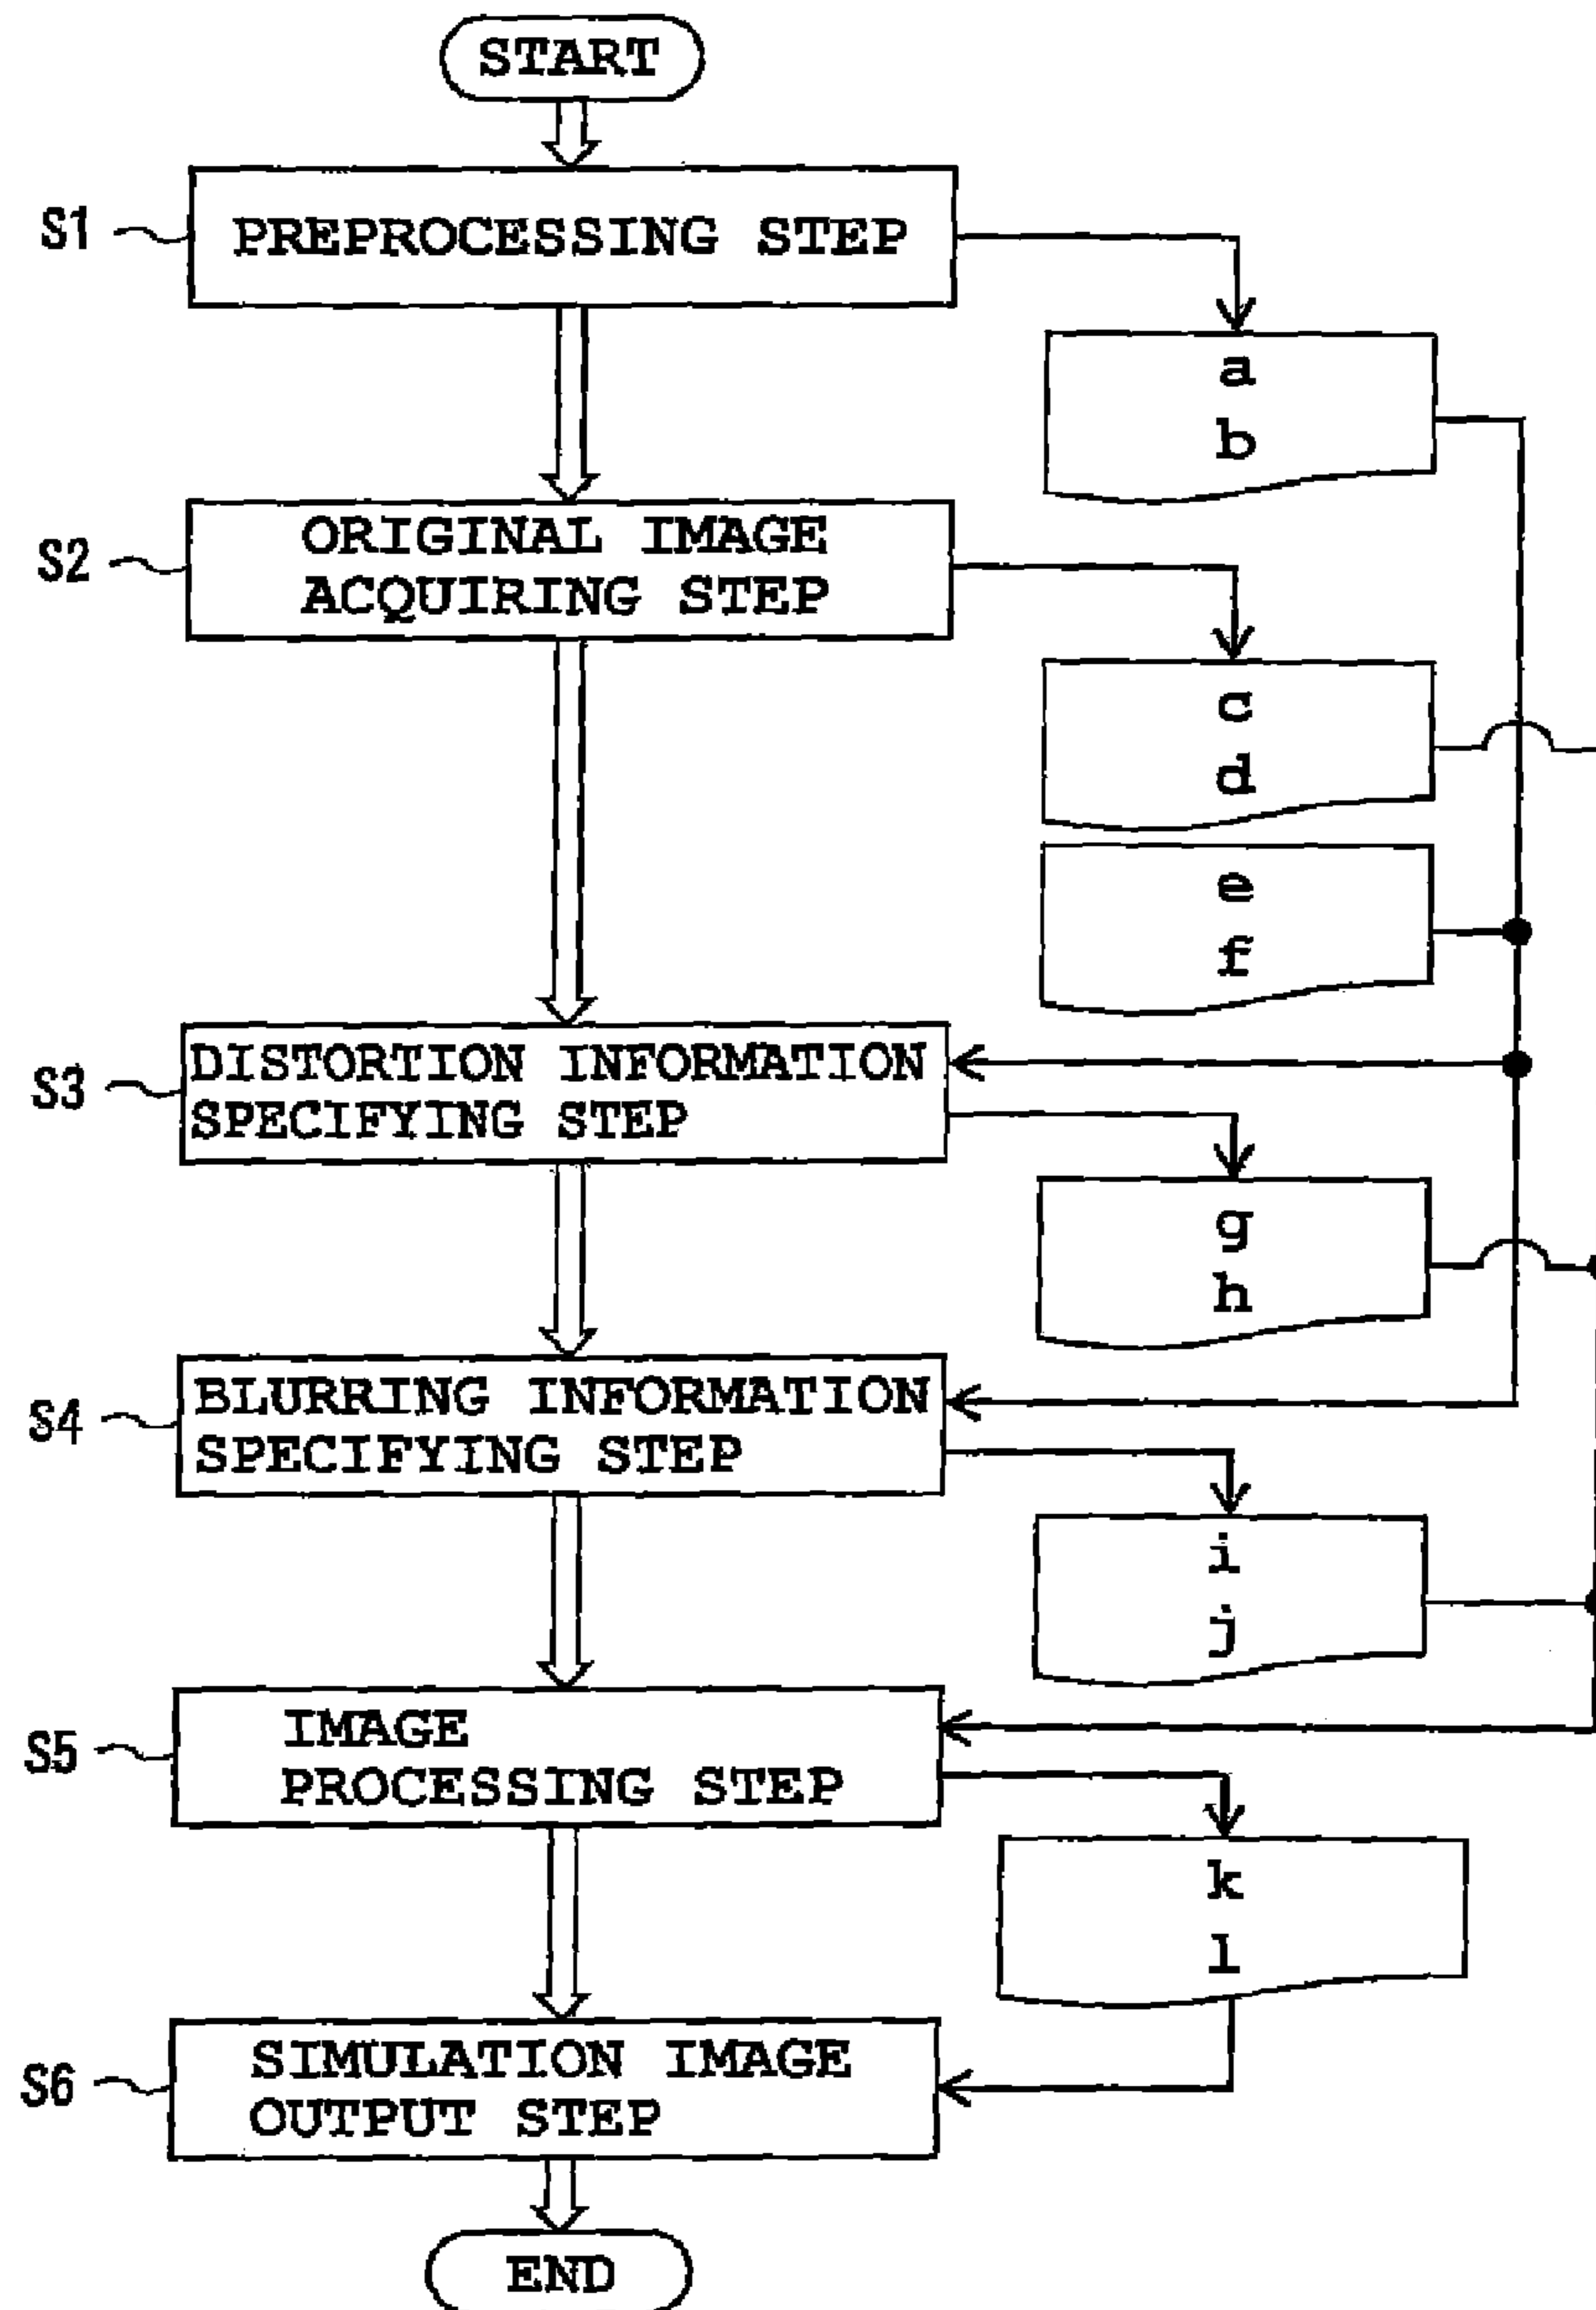 START
S1
PREPROCESSING STEP
a
b
S2
ORIGINAL IMAGE
ACQUIRING STEP
c
d
e
f
S3
DISTORTION INFORMATION
SPECIFYING STEP
g
h
S4
BLURRING INFORMATION
SPECIFYING STEP
i
j
S5
IMAGE
PROCESSING STEP
k
l
S6
SIMULATION IMAGE
OUTPUT STEP
END